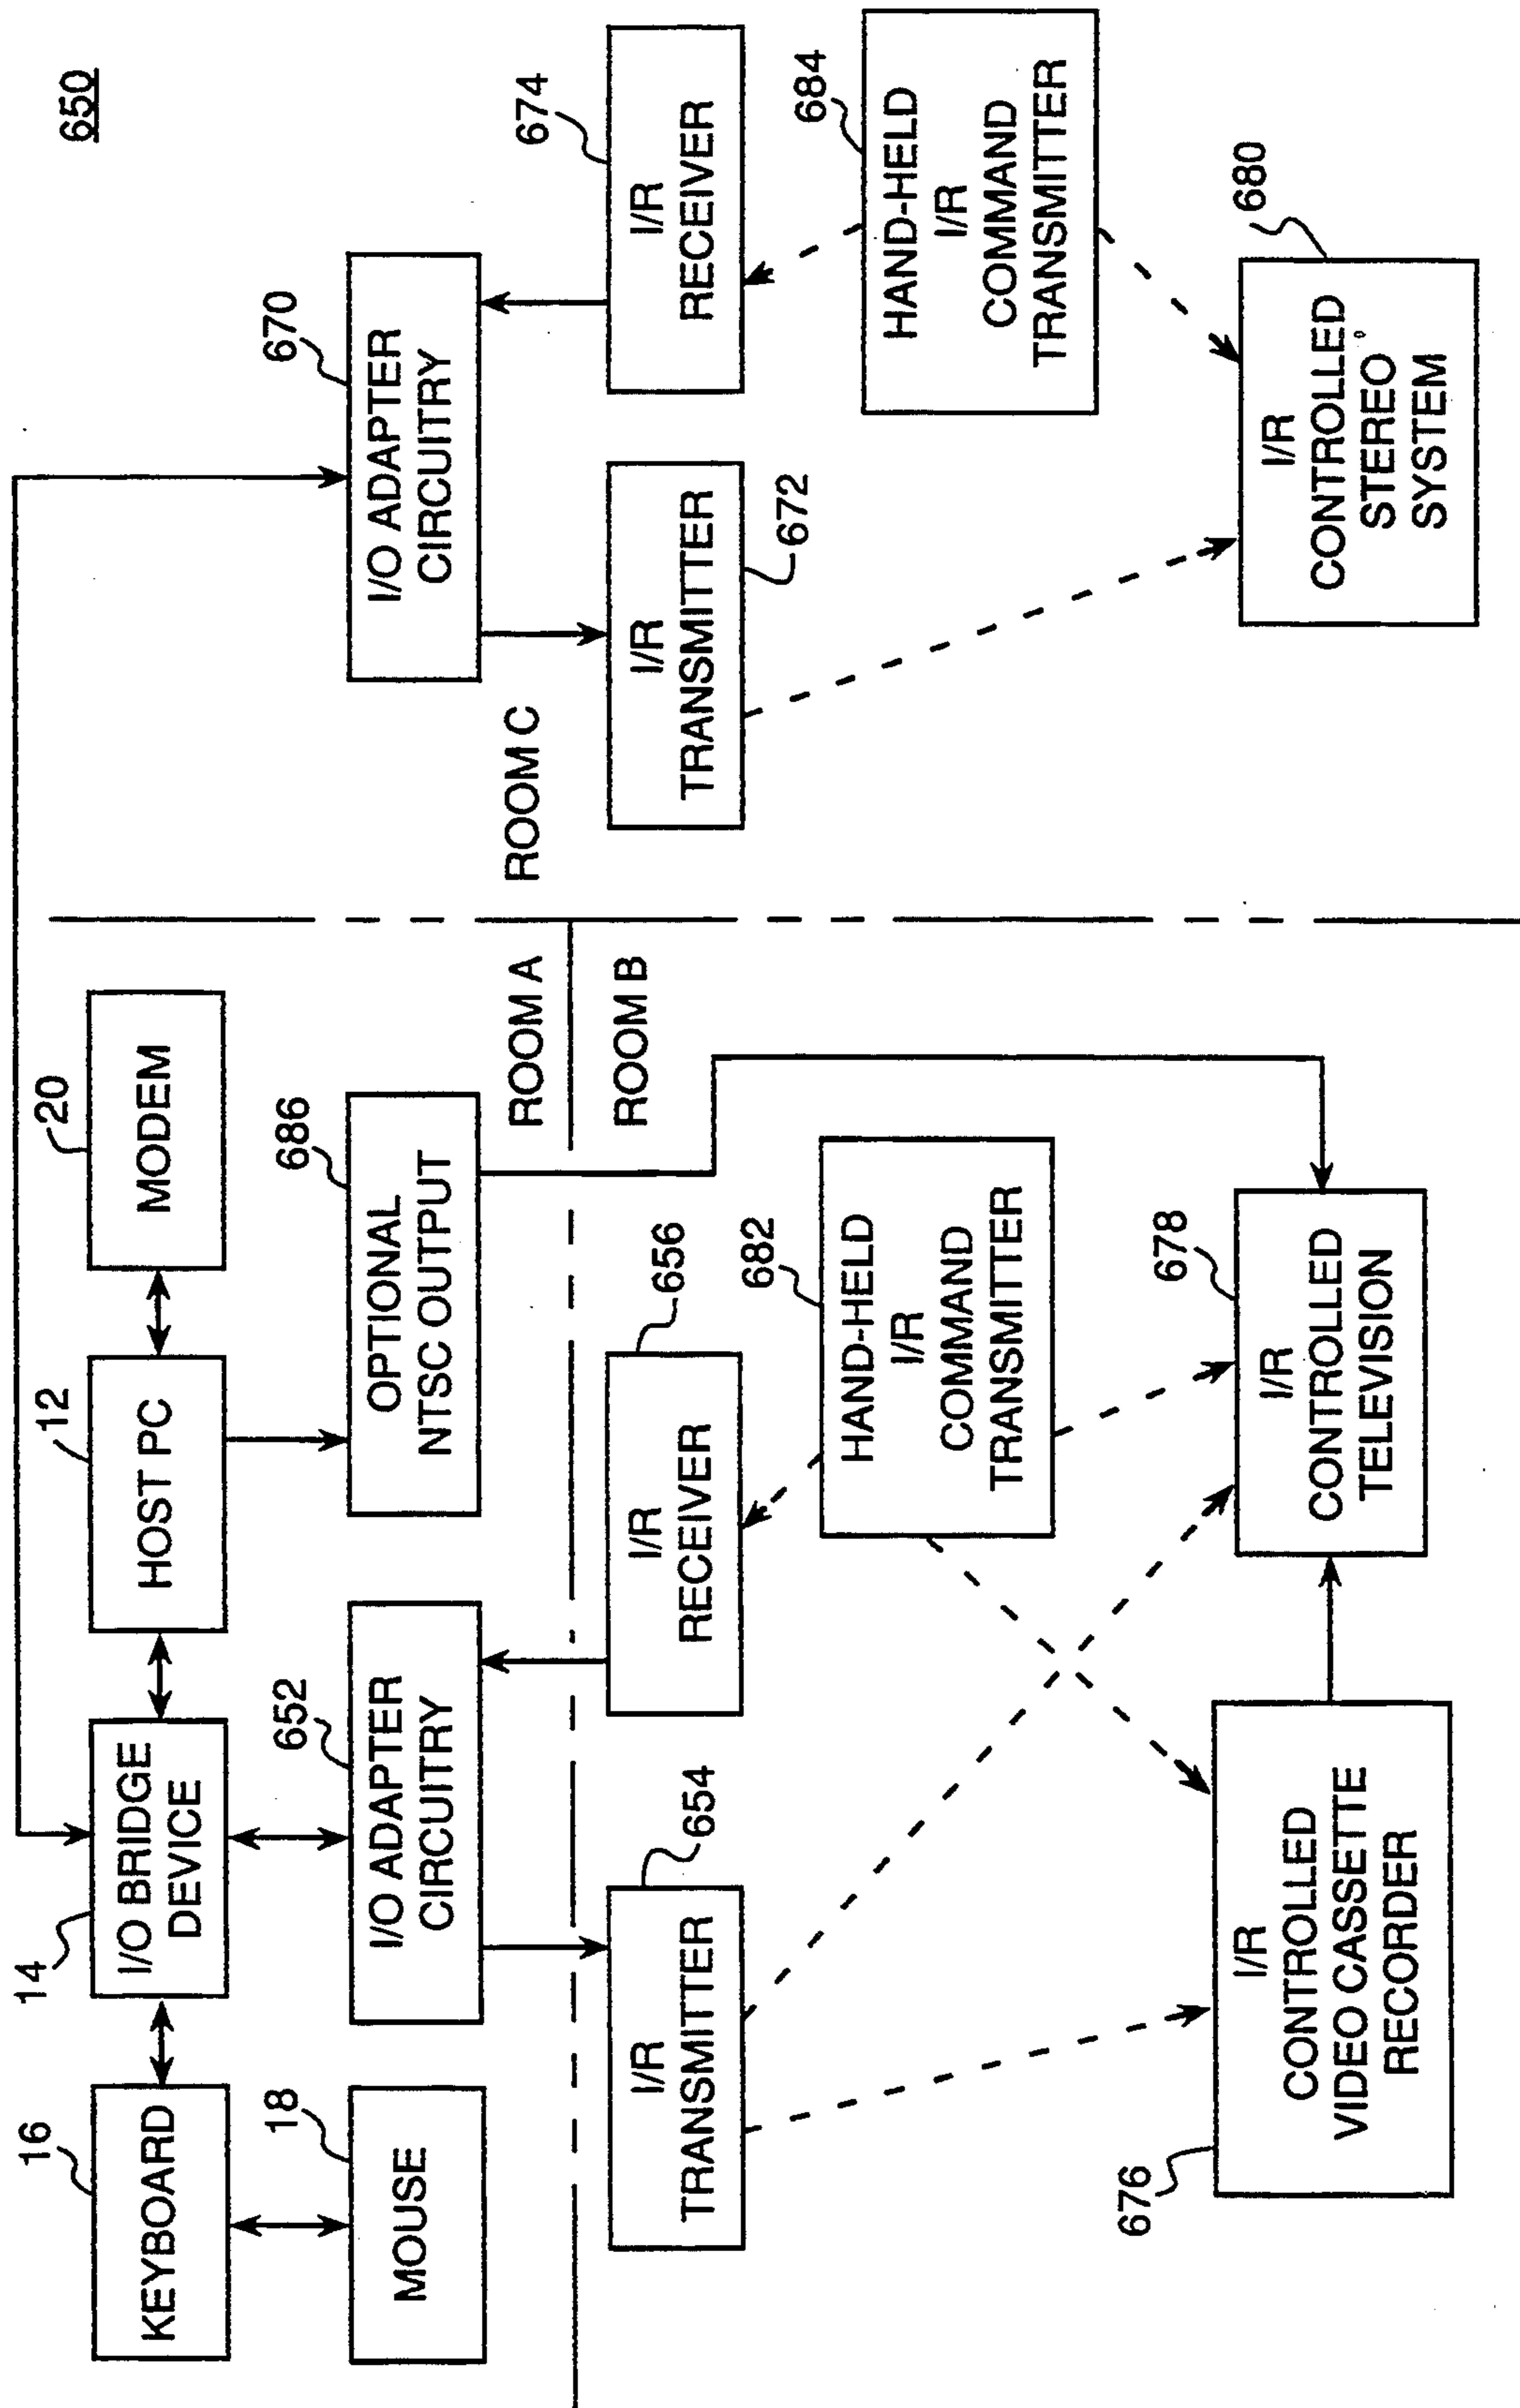 650
16
KEYBOARD
14
I/O BRIDGE
DEVICE
12
HOST PC
20
MODEM
18
MOUSE
652
I/O ADAPTER
CIRCUITRY
686
OPTIONAL
NTSC OUTPUT
670
I/O ADAPTER
CIRCUITRY
ROOM A
ROOM B
ROOM C
654
I/R
TRANSMITTER
656
I/R
RECEIVER
672
I/R
TRANSMITTER
674
I/R
RECEIVER
682
HAND-HELD
I/R
COMMAND
TRANSMITTER
684
HAND-HELD
I/R
COMMAND
TRANSMITTER
676
I/R
CONTROLLED
VIDEO CASSETTE
RECORDER
678
I/R
CONTROLLED
TELEVISION
680
I/R
CONTROLLED
STEREO
SYSTEM